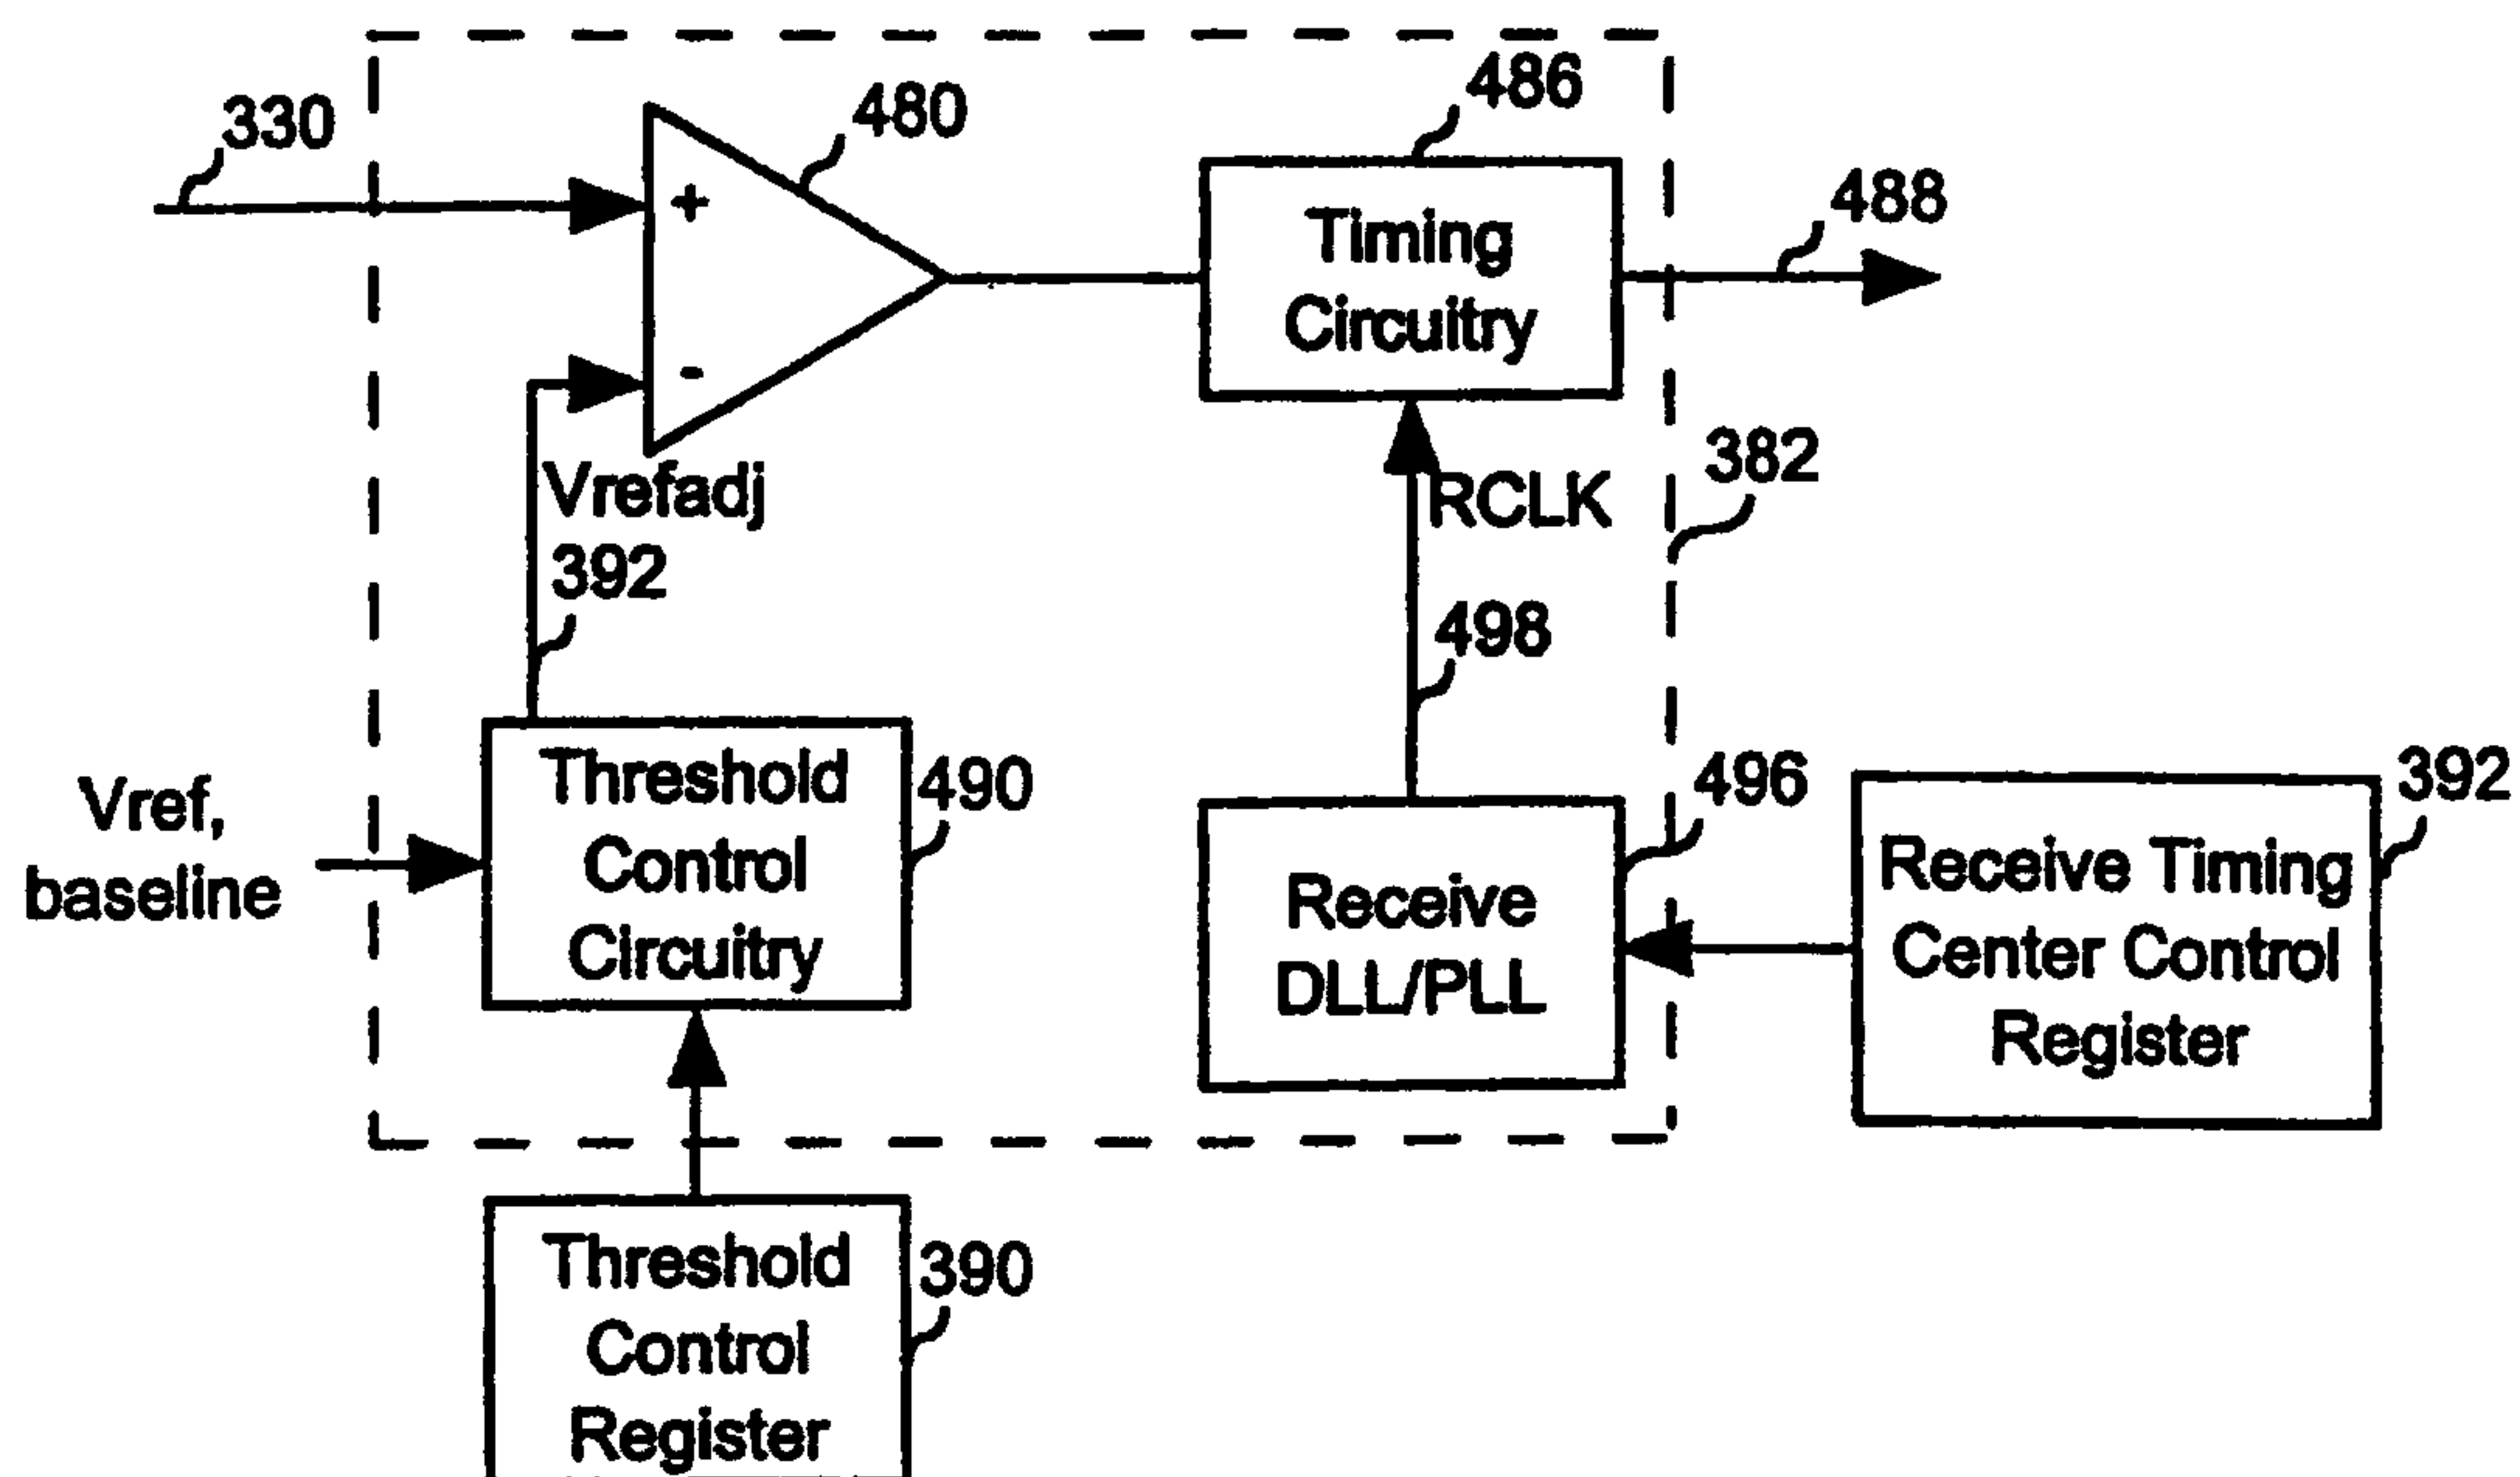 330
480
486
488
+
-
Timing
Circuitry
Vrefadj
392
RCLK
382
498
Vref,
baseline
Threshold
Control
Circuitry
490
496
Receive
DLL/PLL
392
Receive Timing
Center Control
Register
Threshold
Control
Register
390